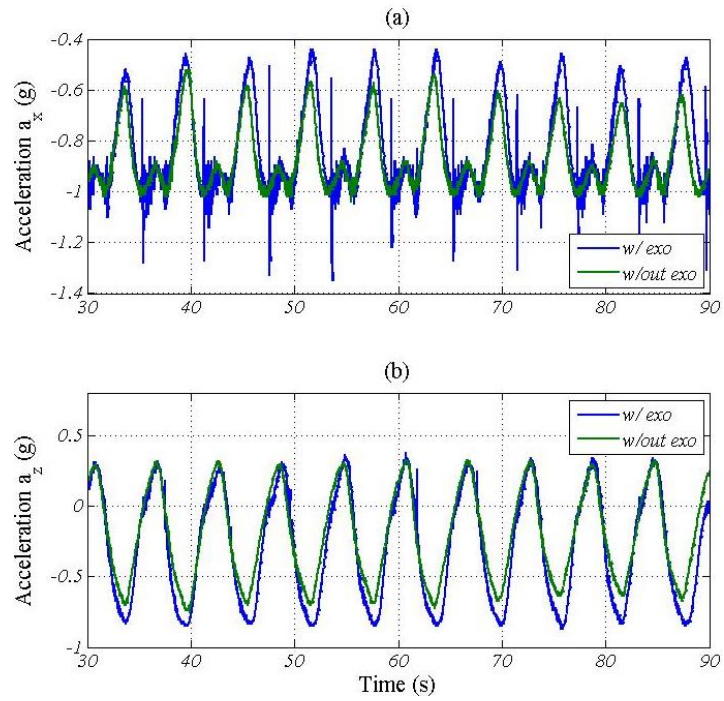 (a)
-0.4
-0.6
-0.8
-1
-1.2
-1.4
Acceleration a_x (g)
w/ exo
w/out exo
30 40 50 60 70 80 90
(b)
0.5
0
-0.5
-1
Acceleration a_z (g)
w/ exo
w/out exo
30 40 50 60 70 80 90
Time (s)